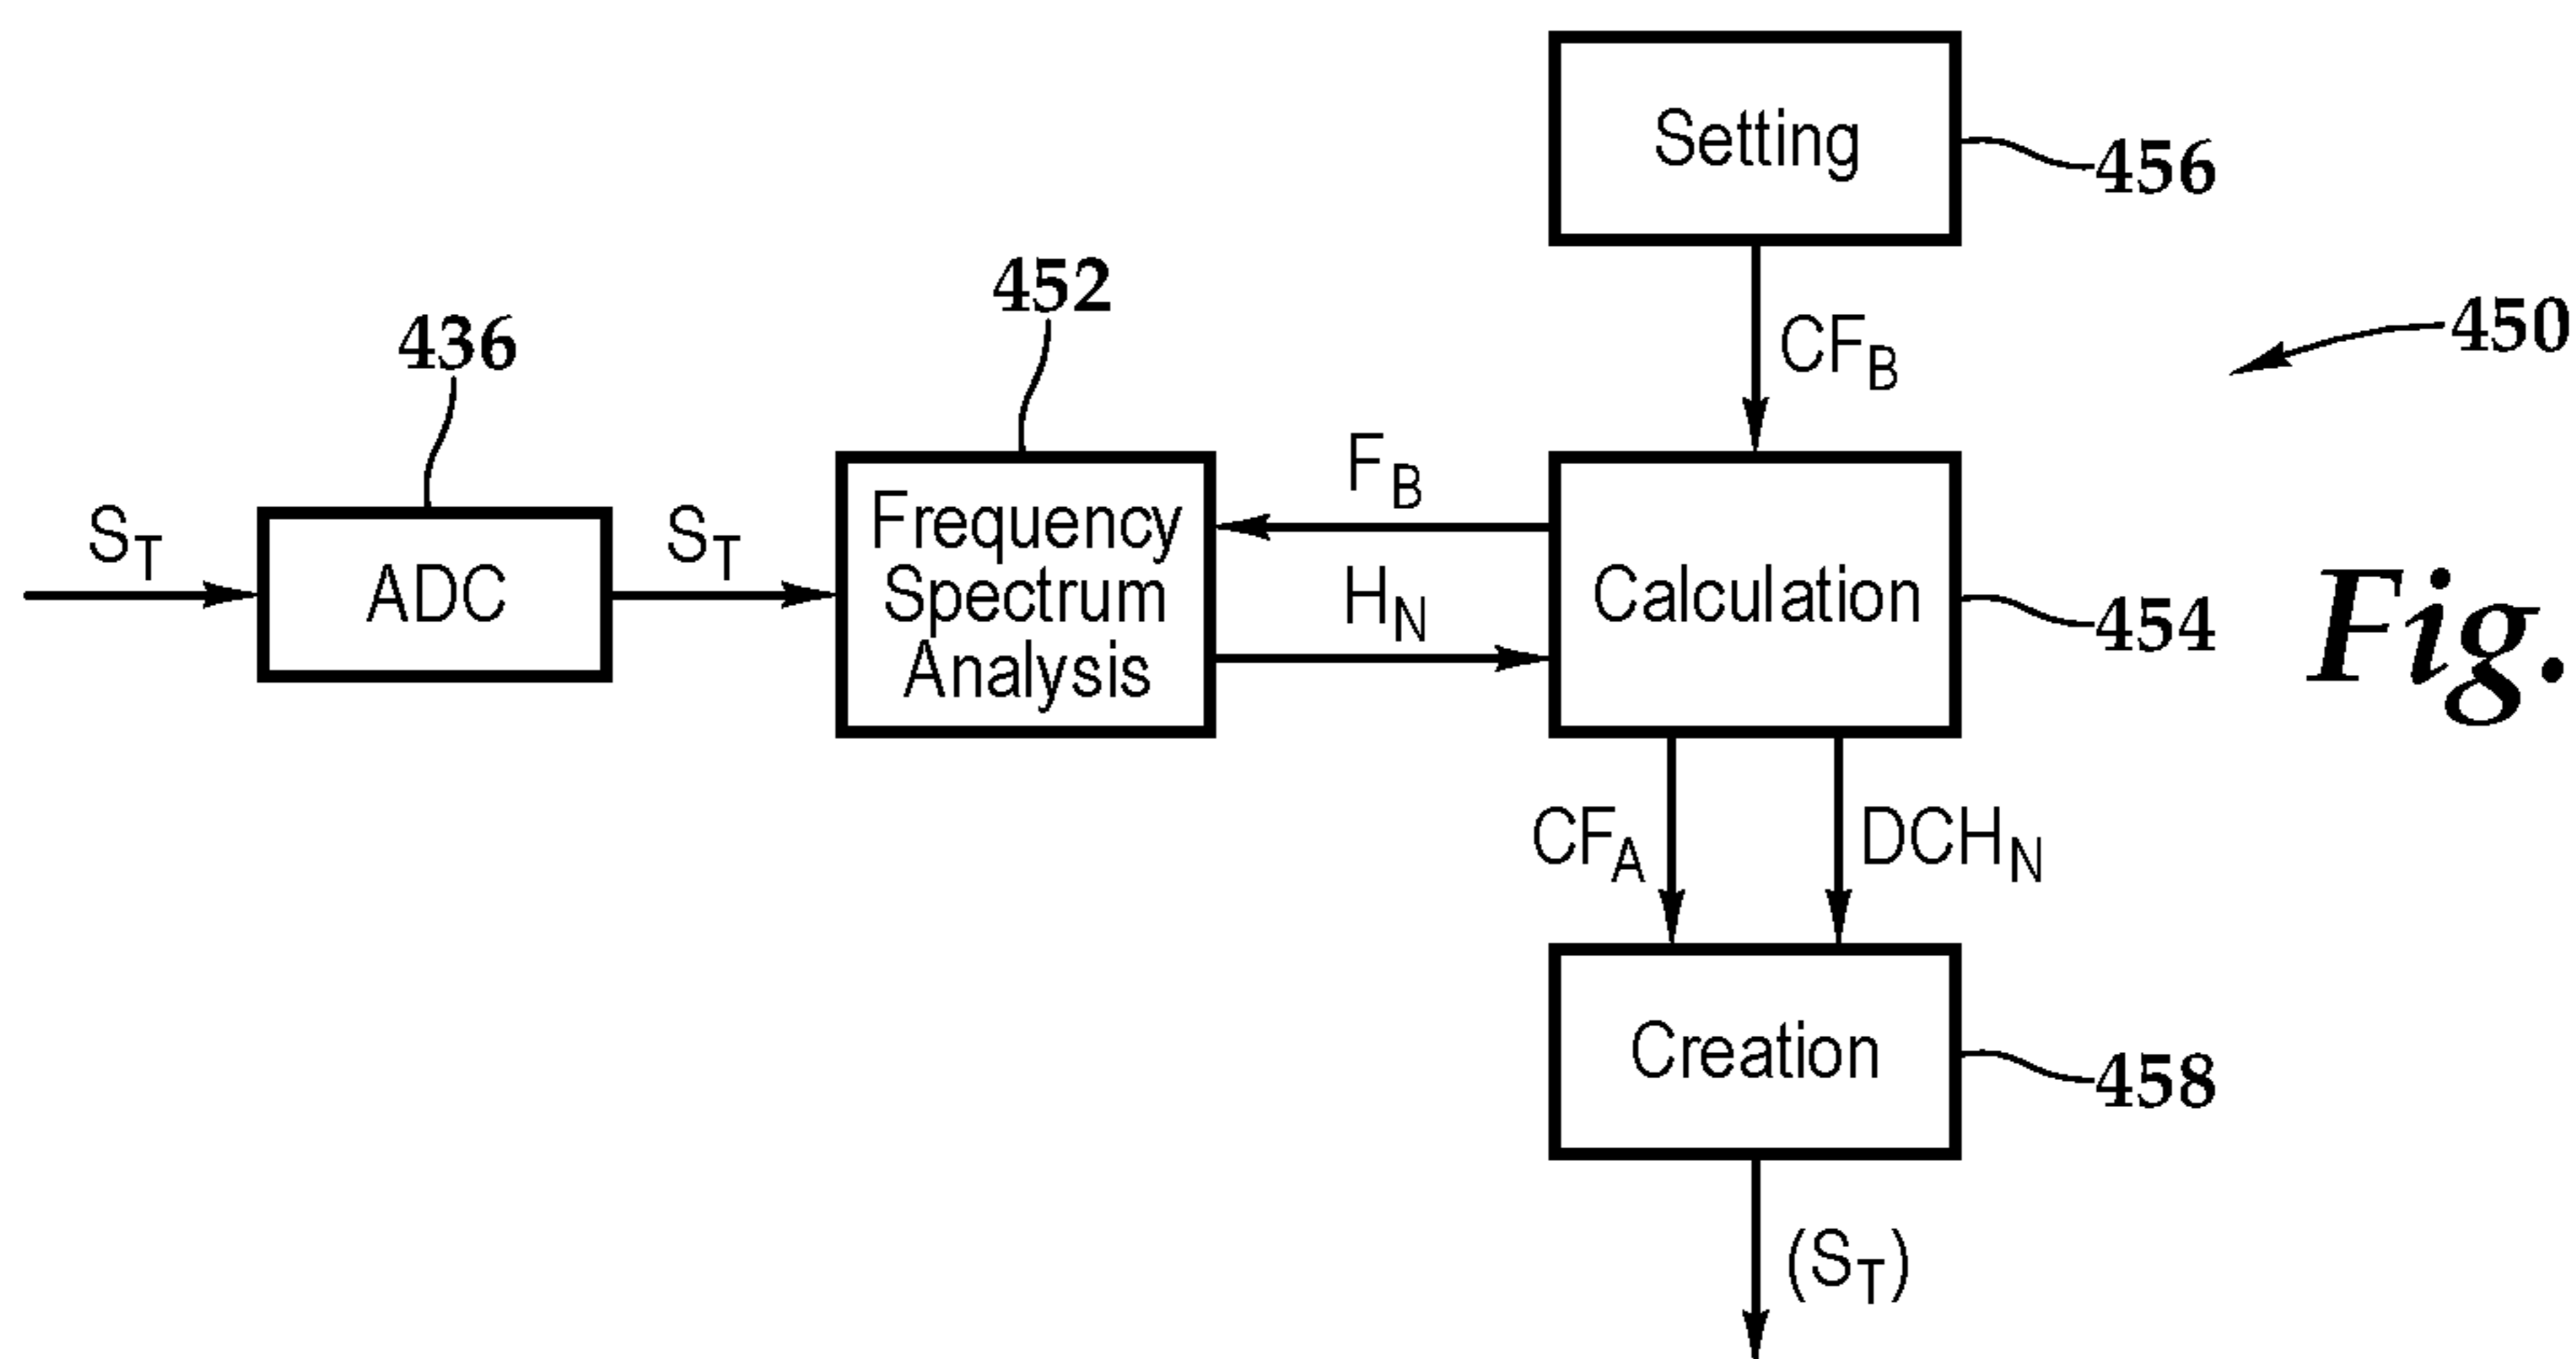 Setting
456
CF_B
450
452
436
F_B
S_T
ADC
S_T
Frequency
Spectrum
Analysis
H_N
Calculation
454
Fig.
CF_A
DCH_N
Creation
458
(S_T)